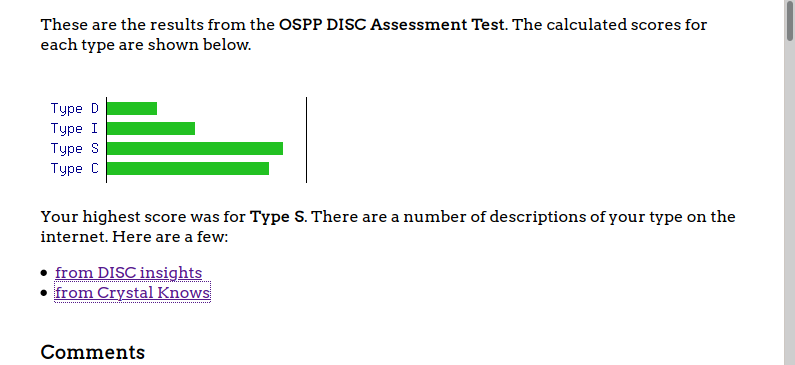 These are the results from the OSPP DISC Assessment Test. The calculated scores for
each type are shown below.
Type D
Type I
Type S
Type C
Your highest score was for Type S. There are a number of descriptions of your type on the
internet. Here are a few:
• from DISC insights
• from Crystal Knows
Comments